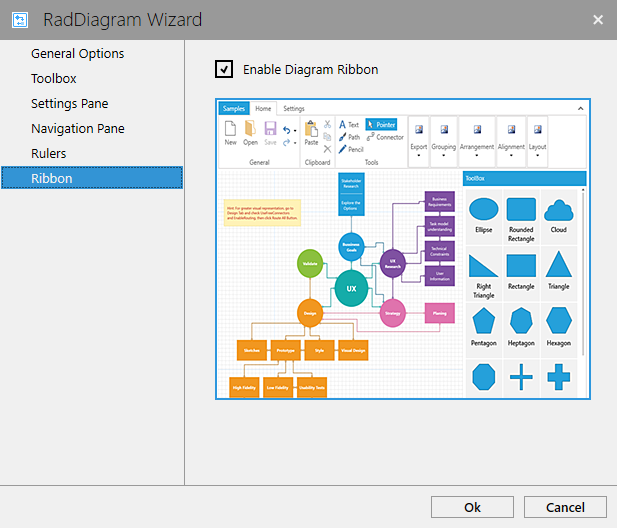 RadDiagram Wizard
General Options
Toolbox
Settings Pane
Navigation Pane
Rulers
Ribbon
Enable Diagram Ribbon
Samples Home Settings
New Open Save Paste
Text Pointer
Path Connector
Pencil
Export Grouping Arrangement Alignment Layout
General Clipboard Tools
Stakeholder
Research
Explore the
Options
Hint: For greater visual representation, go to
Design Tab and check UsePortConnectors
and EnableRouting, then click Route All Button.
Business
Goals
UX
Research
Validate
UX
Design
Strategy
Planing
Business
Requirements
Task model
understanding
Technical
Constraints
User
Information
Sketches Prototype Style Visual Design
High Fidelity Low Fidelity Usability Tests
ToolBox
Ellipse
Rounded
Rectangle
Cloud
Right
Triangle
Rectangle
Triangle
Pentagon
Heptagon
Hexagon
Ok
Cancel